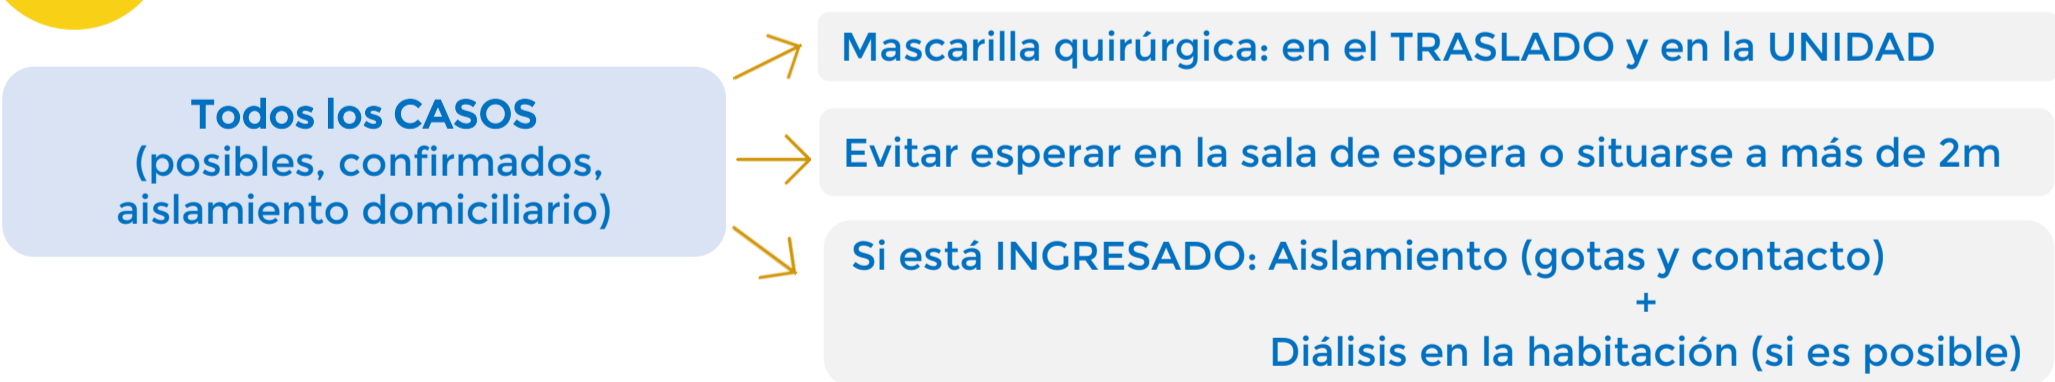 Todos los CASOS
(posibles, confirmados,
aislamiento domiciliario)
Mascarilla quirúrgica: en el TRASLADO y en la UNIDAD
Evitar esperar en la sala de espera o situarse a más de 2m
Si está INGRESADO: Aislamiento (gotas y contacto)
+
Diálisis en la habitación (si es posible)